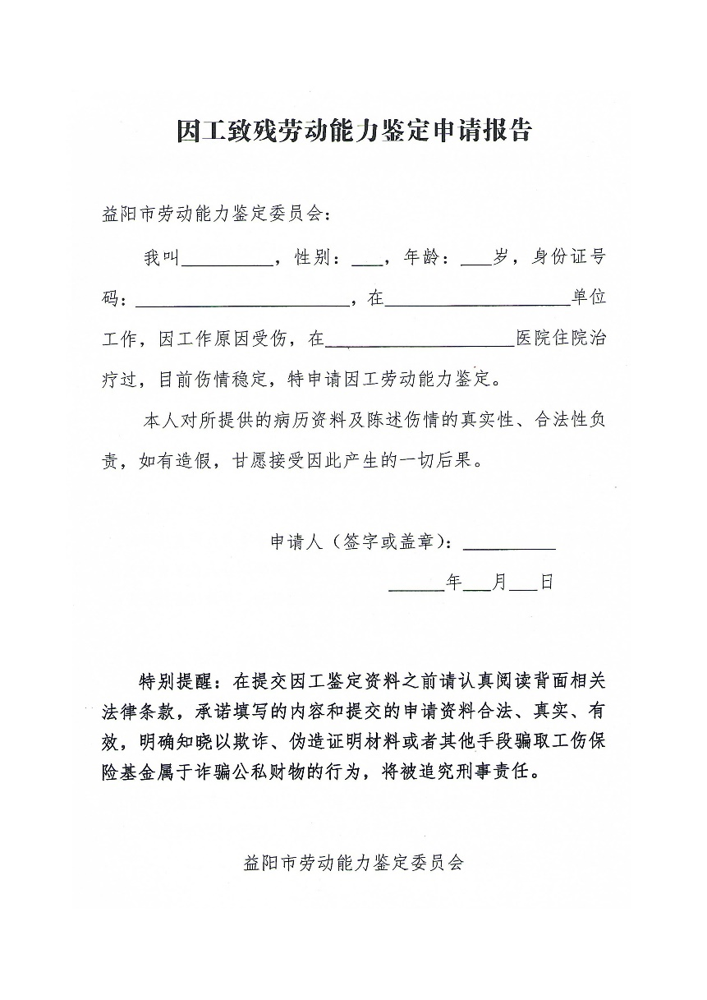 因工致残劳动能力鉴定申请报告
益阳市劳动能力鉴定委员会：
我叫__________，性别：___，年龄：___岁，身份证号
码：_______________________，在____________________单位
工作，因工作原因受伤，在____________________医院住院治
疗过，目前伤情稳定，特申请因工劳动能力鉴定。
本人对所提供的病历资料及陈述伤情的真实性、合法性负
责，如有造假，甘愿接受因此产生的一切后果。
申请人（签字或盖章）：__________
______年___月___日
特别提醒：在提交因工鉴定资料之前请认真阅读背面相关
法律条款，承诺填写的内容和提交的申请资料合法、真实、有
效，明确知晓以欺诈、伪造证明材料或者其他手段骗取工伤保
险基金属于诈骗公私财物的行为，将被追究刑事责任。
益阳市劳动能力鉴定委员会